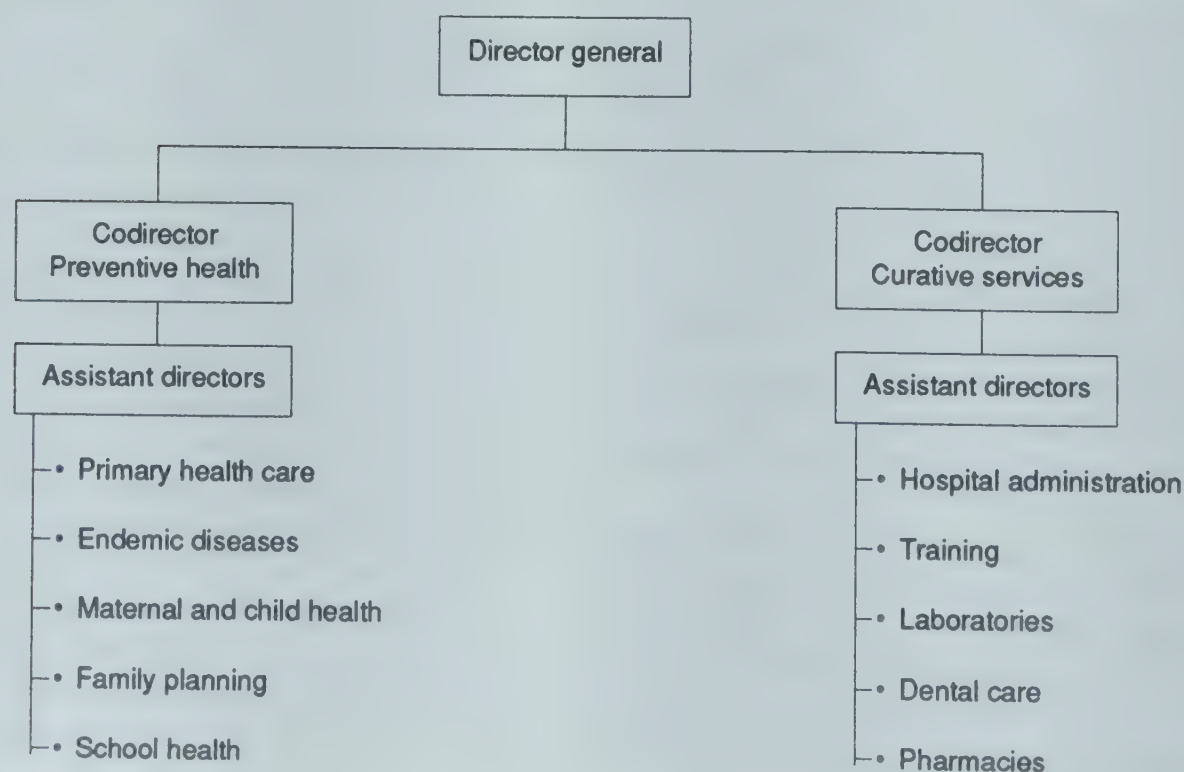 Director general
Codirector
Preventive health
Assistant directors
• Primary health care
• Endemic diseases
• Maternal and child health
• Family planning
• School health
Codirector
Curative services
Assistant directors
• Hospital administration
• Training
• Laboratories
• Dental care
• Pharmacies